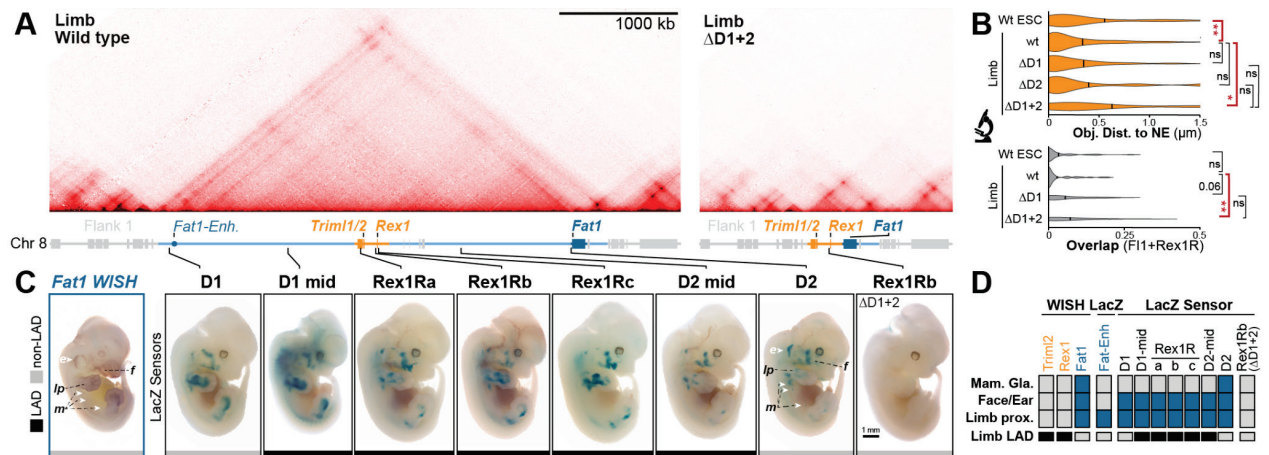 A
Limb
Wild type
1000 kb
Limb
ΔD1+2
Flank 1
Fat1-Enh.
Triml1/2
Rex1
Fat1
Triml1/2
Rex1
Fat1
Chr 8
B
Wt ESC
wt
ΔD1
ΔD2
ΔD1+2
Limb
**
ns
ns
*
ns
ns
0 0.5 1.0 1.5
Obj. Dist. to NE (µm)
Wt ESC
wt
ΔD1
ΔD1+2
Limb
ns
0.06
**
ns
0 0.25 0.5
Overlap (Fl1+Rex1R)
C
Fat1 WISH
D1
D1 mid
Rex1Ra
Rex1Rb
Rex1Rc
D2 mid
D2
Rex1Rb
ΔD1+2
LAD
non-LAD
LacZ Sensors
e
f
lp
m
e
f
lp
m
1 mm
D
WISH LacZ
LacZ Sensor
Triml2
Rex1
Fat1
Fat-Enh
D1
D1-mid
Rex1R
a
b
c
D2-mid
D2
Rex1Rb
(ΔD1+2)
Mam. Gla.
Face/Ear
Limb prox.
Limb LAD